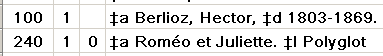 100 1 ‡a Berlioz, Hector, ‡d 1803-1869.
240 1 0 ‡a Roméo et Juliette. ‡l Polyglot